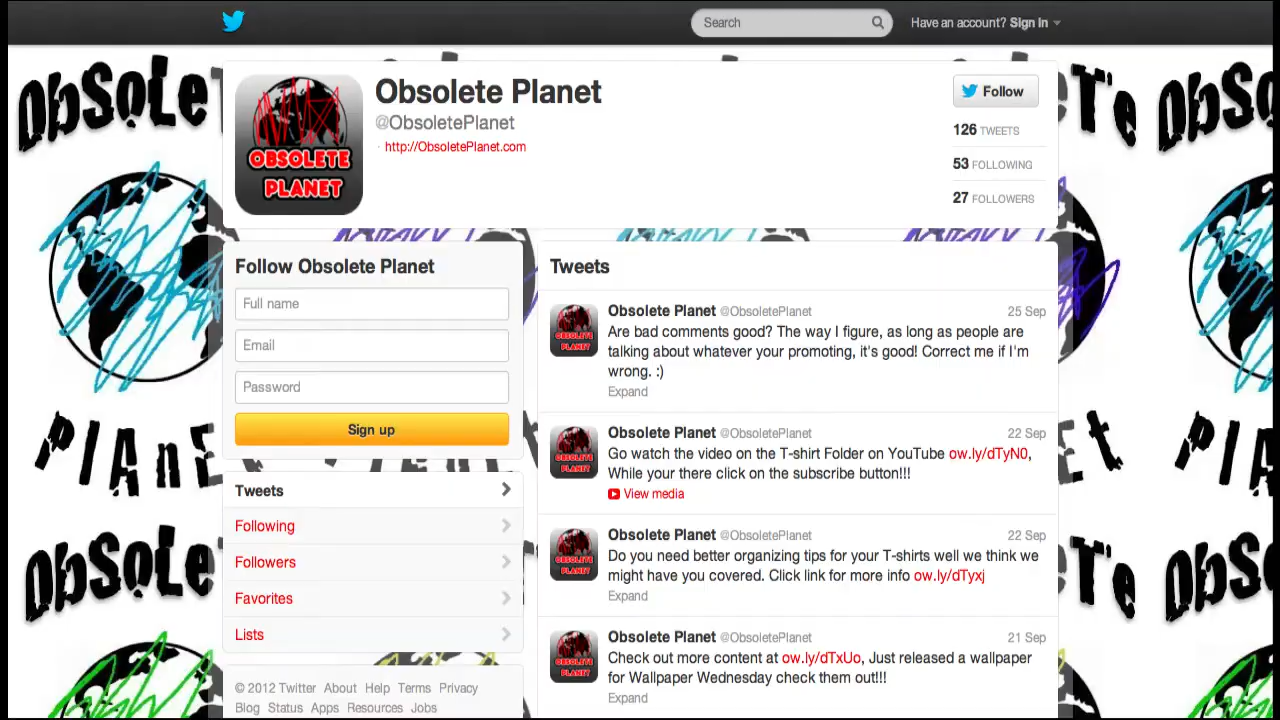 Search
Have an account? Sign in
ObSoLeTe
OBSOLETE
PLANET
Obsolete Planet
@ObsoletePlanet
· http://ObsoletePlanet.com
Follow
126 TWEETS
53 FOLLOWING
27 FOLLOWERS
Follow Obsolete Planet
Full name
Email
Password
Sign up
Tweets
Following
Followers
Favorites
Lists
© 2012 Twitter About Help Terms Privacy
Blog Status Apps Resources Jobs
Tweets
Obsolete Planet @ObsoletePlanet 25 Sep
Are bad comments good? The way I figure, as long as people are
talking about whatever your promoting, it's good! Correct me if I'm
wrong. :)
Expand
Obsolete Planet @ObsoletePlanet 22 Sep
Go watch the video on the T-shirt Folder on YouTube ow.ly/dTyN0,
While your there click on the subscribe button!!!
View media
Obsolete Planet @ObsoletePlanet 22 Sep
Do you need better organizing tips for your T-shirts well we think we
might have you covered. Click link for more info ow.ly/dTyxj
Expand
Obsolete Planet @ObsoletePlanet 21 Sep
Check out more content at ow.ly/dTxUo, Just released a wallpaper
for Wallpaper Wednesday check them out!!!
Expand